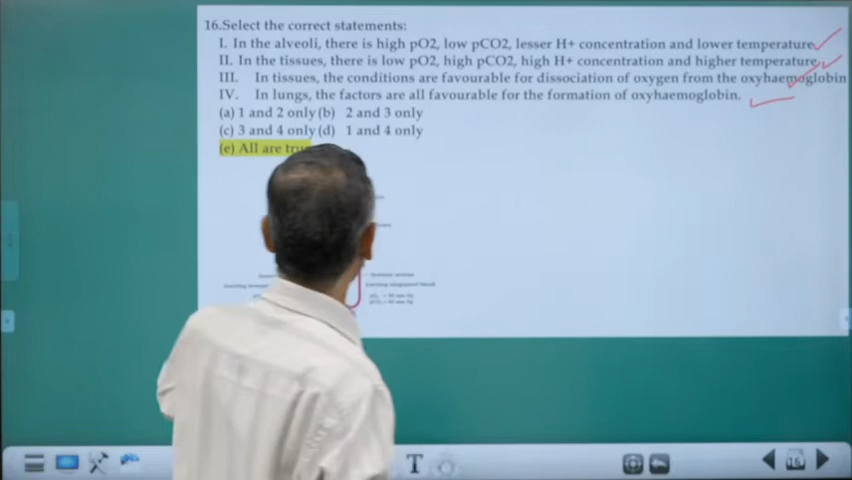 16.Select the correct statements:
I. In the alveoli, there is high pO2, low pCO2, lesser H+ concentration and lower temperature
II. In the tissues, there is low pO2, high pCO2, high H+ concentration and higher temperature
III. In tissues, the conditions are favourable for dissociation of oxygen from the oxyhaemoglobin
IV. In lungs, the factors are all favourable for the formation of oxyhaemoglobin.
(a) 1 and 2 only (b) 2 and 3 only
(c) 3 and 4 only (d) 1 and 4 only
(e) All are tru
T
16